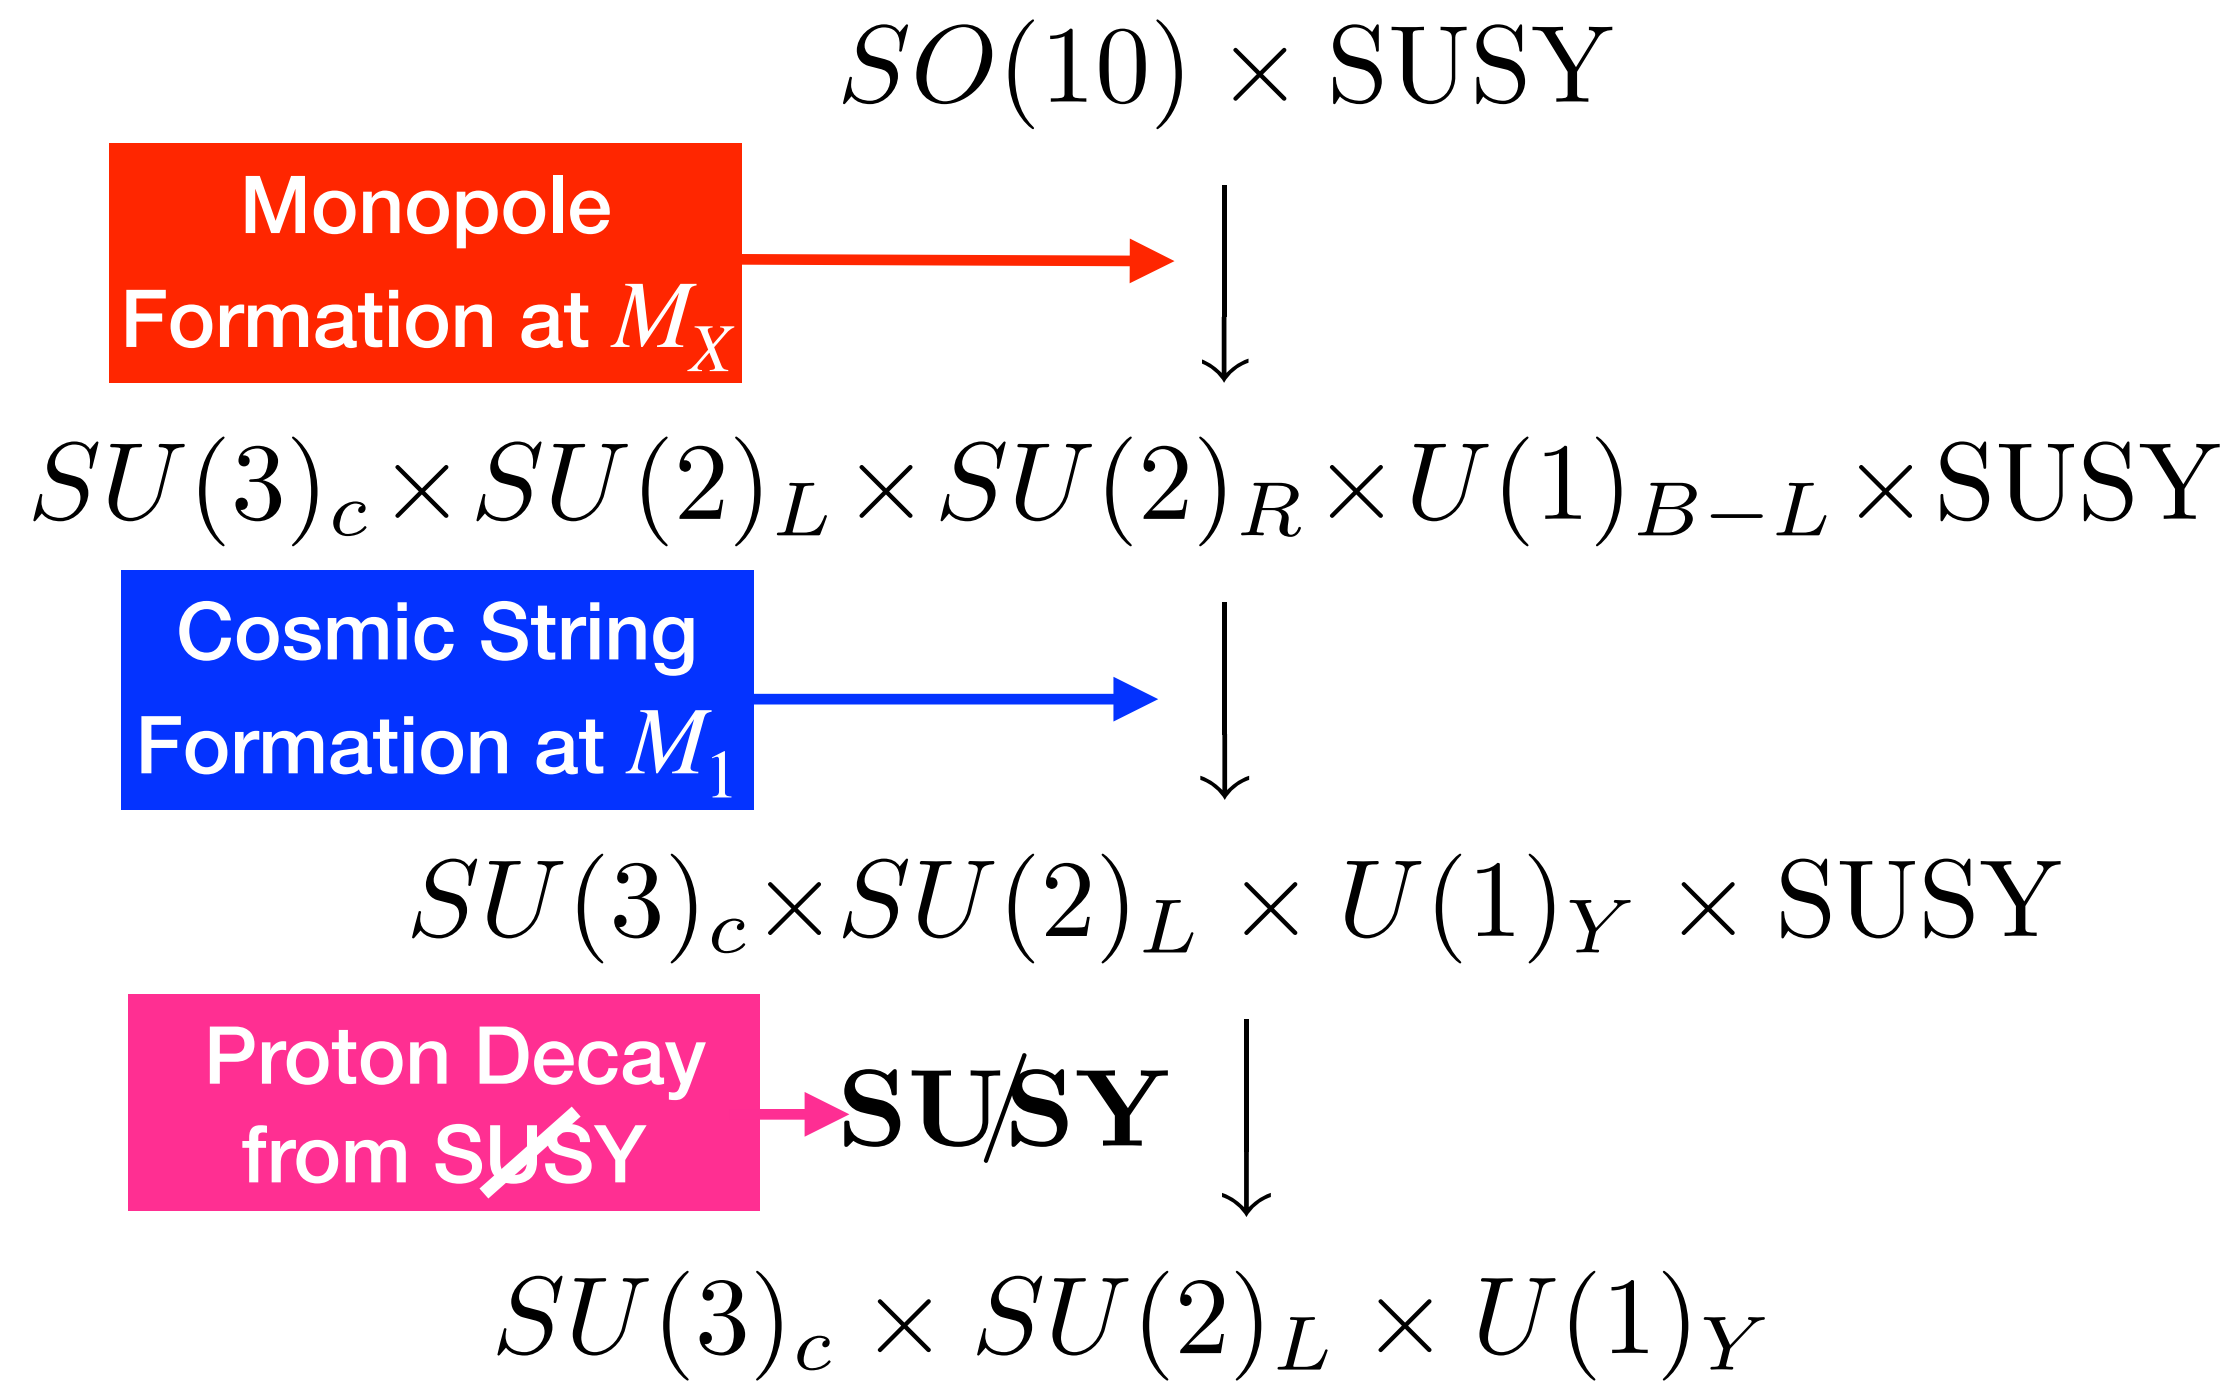 SO(10) × SUSY
Monopole
Formation at M_X
SU(3)_c × SU(2)_L × SU(2)_R × U(1)_{B−L} × SUSY
Cosmic String
Formation at M_1
SU(3)_c × SU(2)_L × U(1)_Y × SUSY
Proton Decay
from SUSY
SUSY
SU(3)_c × SU(2)_L × U(1)_Y